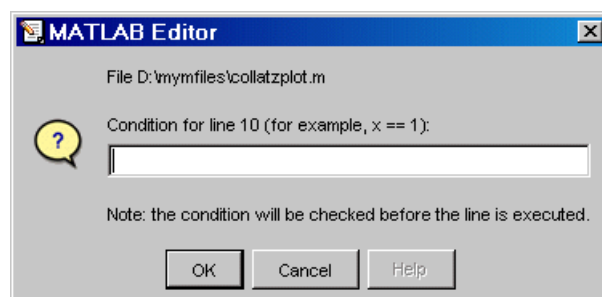 MATLAB Editor
File D:\mymfiles\collatzplot.m
?
Condition for line 10 (for example, x == 1):
Note: the condition will be checked before the line is executed.
OK Cancel Help